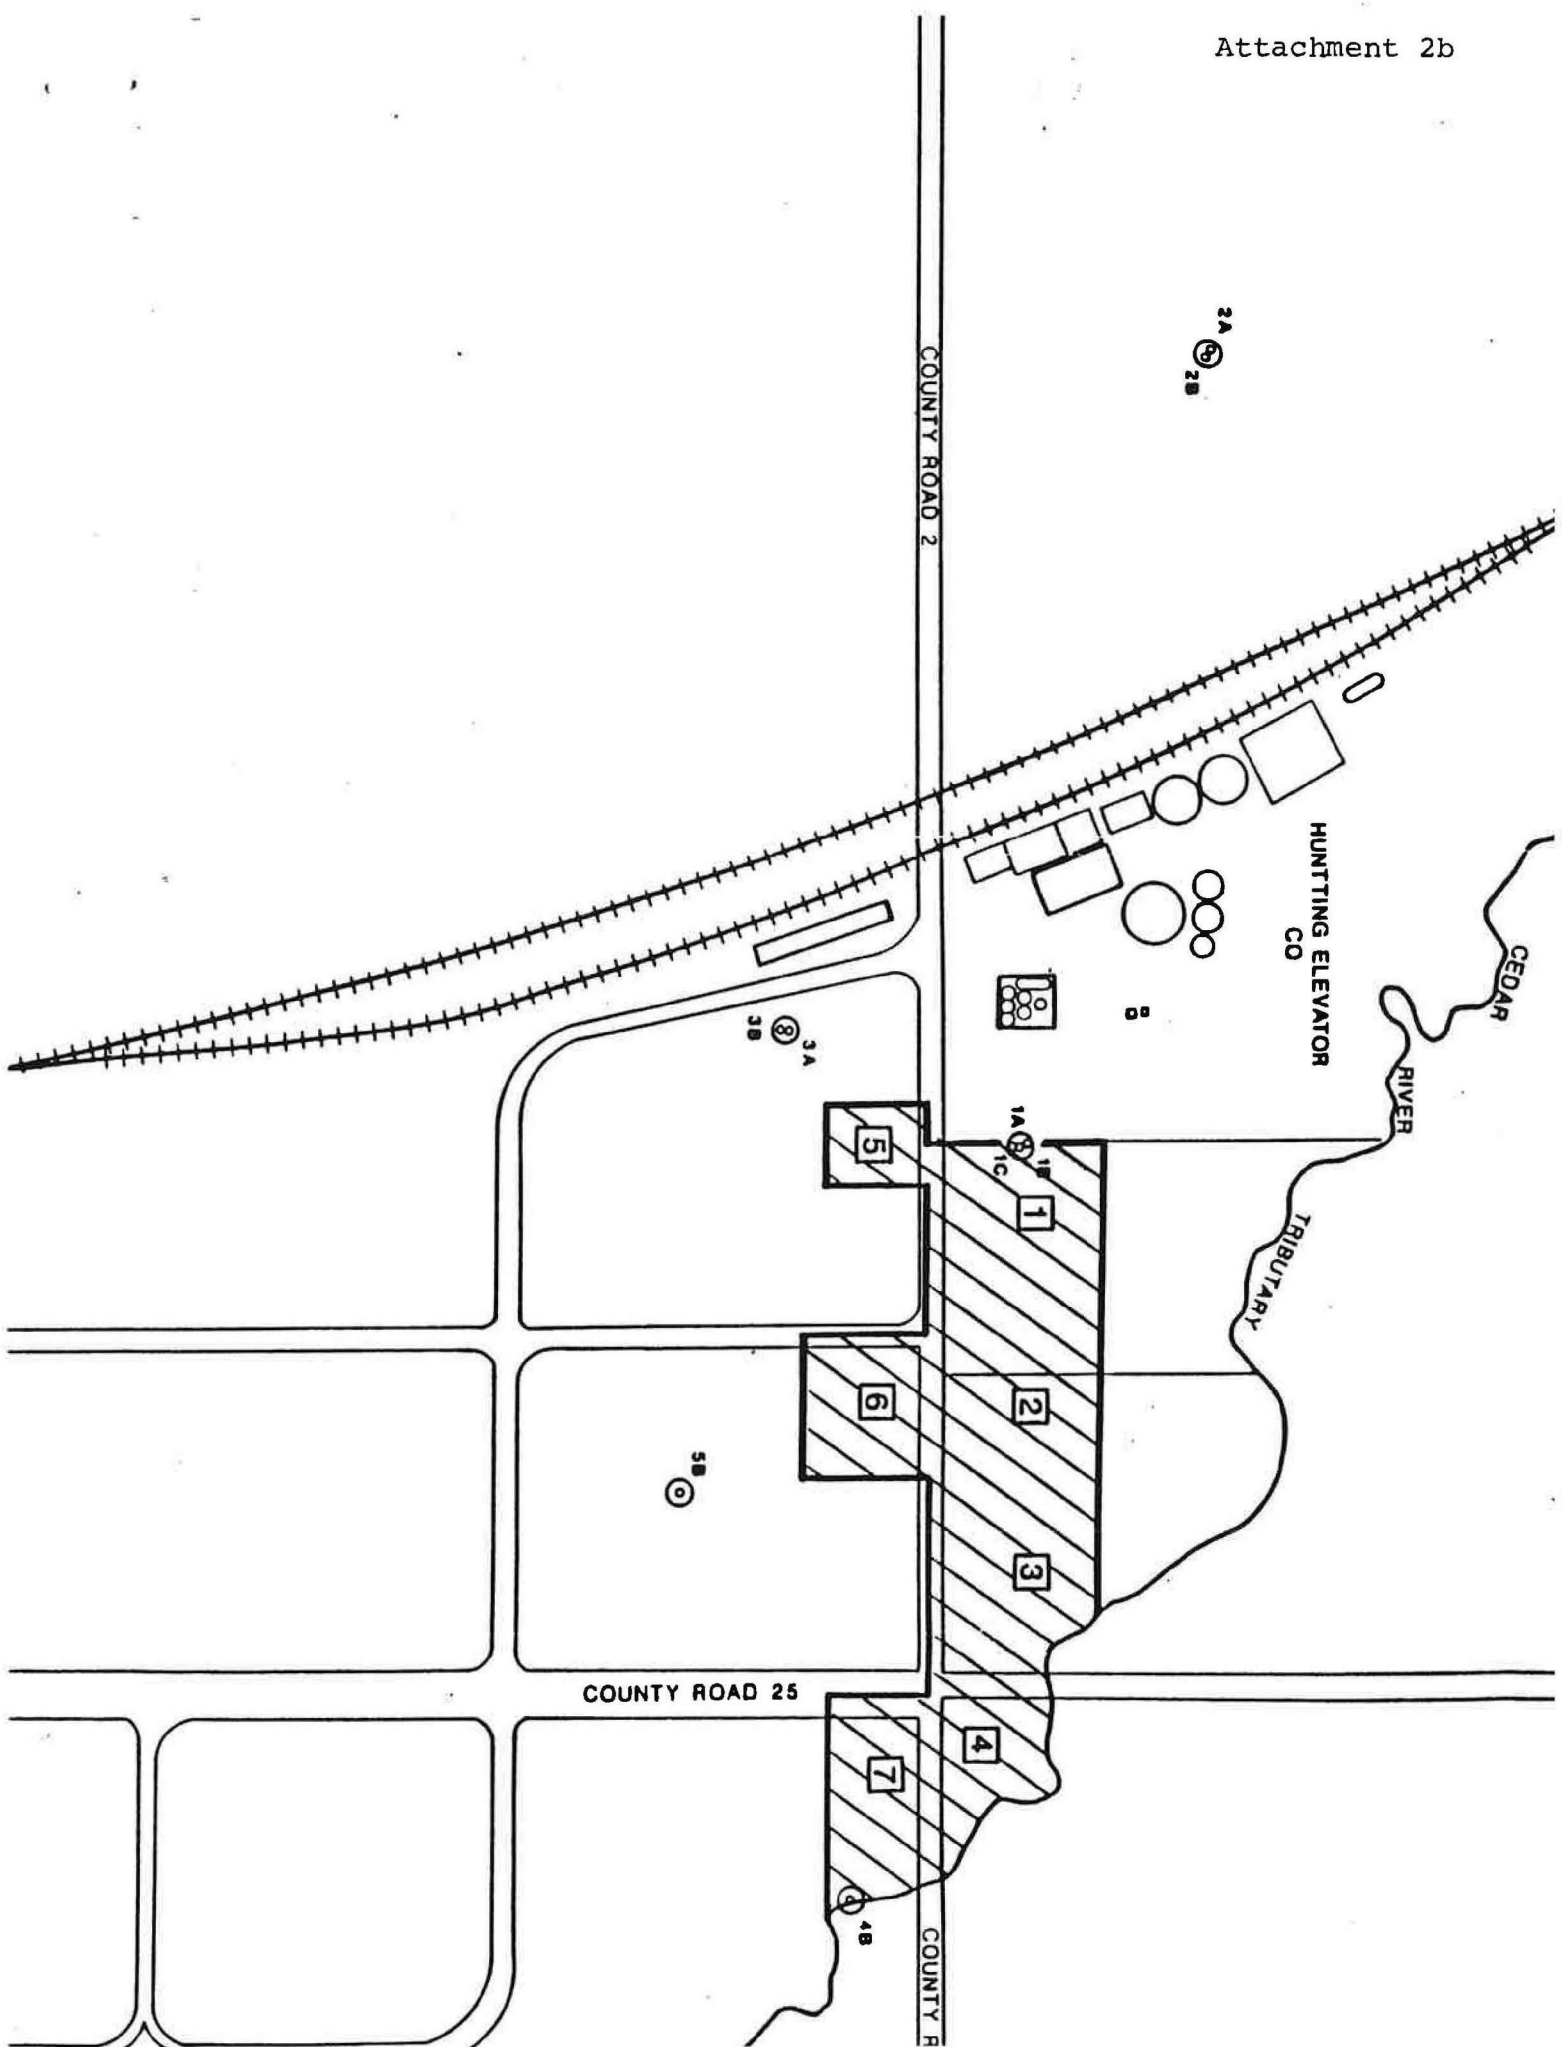 Attachment 2b
2A
2B
COUNTY ROAD 2
HUNTTING ELEVATOR
CO
CEDAR
RIVER
TRIBUTARY
3B
3A
1A
1B
1C
5
1
6
2
5B
3
COUNTY ROAD 25
4
7
4B
COUNTY R